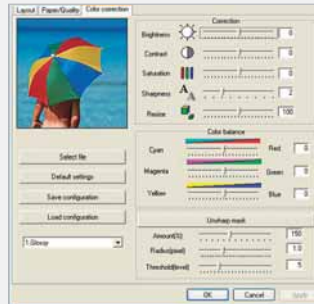 Layout Paper/Quality Color correction
Correction
Brightness 0
Contrast 0
Saturation 0
Sharpness 2
Resize 100
Color balance
Cyan Red 0
Magenta Green 0
Yellow Blue 0
Unsharp mask
Amount(%) 150
Radius(pixel) 1.0
Threshold(level) 5
Select file
Default settings
Save configuration
Load configuration
1.Glossy
OK Cancel Apply